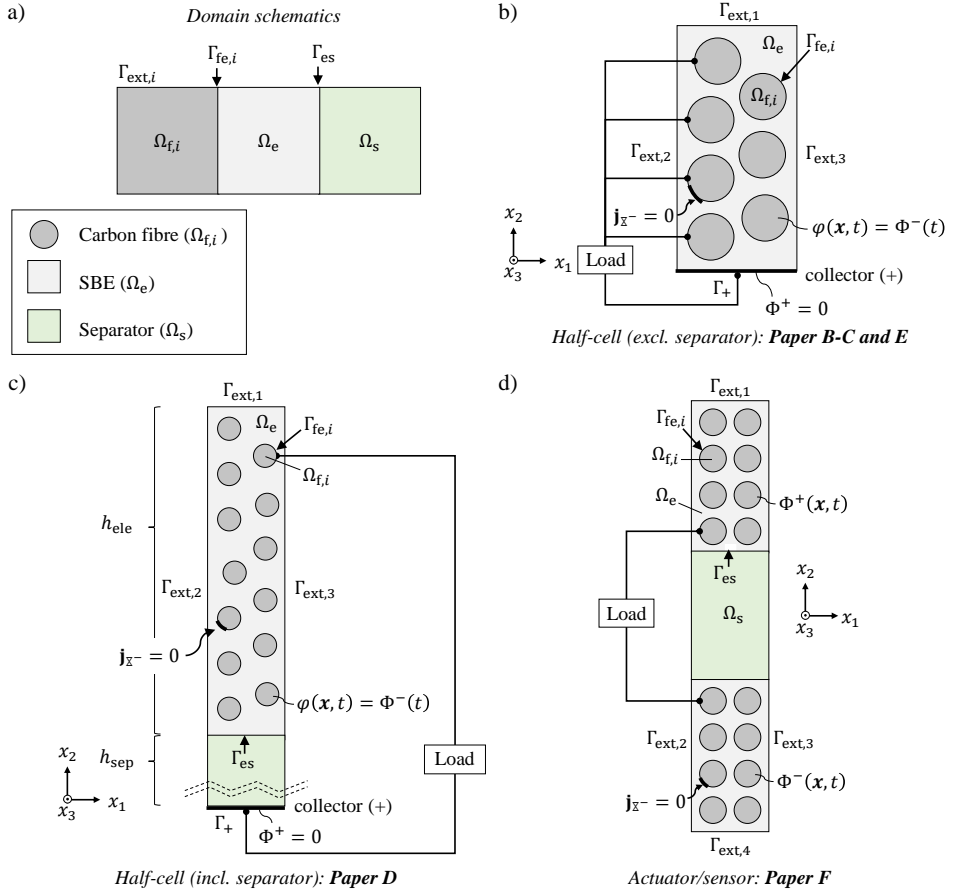 a)
Domain schematics
Γext,i
Γfe,i
Γes
Ωf,i
Ωe
Ωs
Carbon fibre (Ωf,i)
SBE (Ωe)
Separator (Ωs)
b)
Γext,1
Ωe
Γfe,i
Ωf,i
Γext,2
Γext,3
j⊼⁻ = 0
φ(x, t) = Φ⁻(t)
x2
x3
x1
Load
Γ+
collector (+)
Φ⁺ = 0
Half-cell (excl. separator): Paper B-C and E
c)
Γext,1
Ωe
Γfe,i
Ωf,i
hele
Γext,2
Γext,3
j⊼⁻ = 0
φ(x, t) = Φ⁻(t)
hsep
Γes
Load
x2
x3
x1
Γ+
collector (+)
Φ⁺ = 0
Half-cell (incl. separator): Paper D
d)
Γext,1
Γfe,i
Ωf,i
Ωe
Φ⁺(x, t)
Γes
Load
Ωs
x2
x3
x1
Γext,2
Γext,3
j⊼⁻ = 0
Φ⁻(x, t)
Γext,4
Actuator/sensor: Paper F